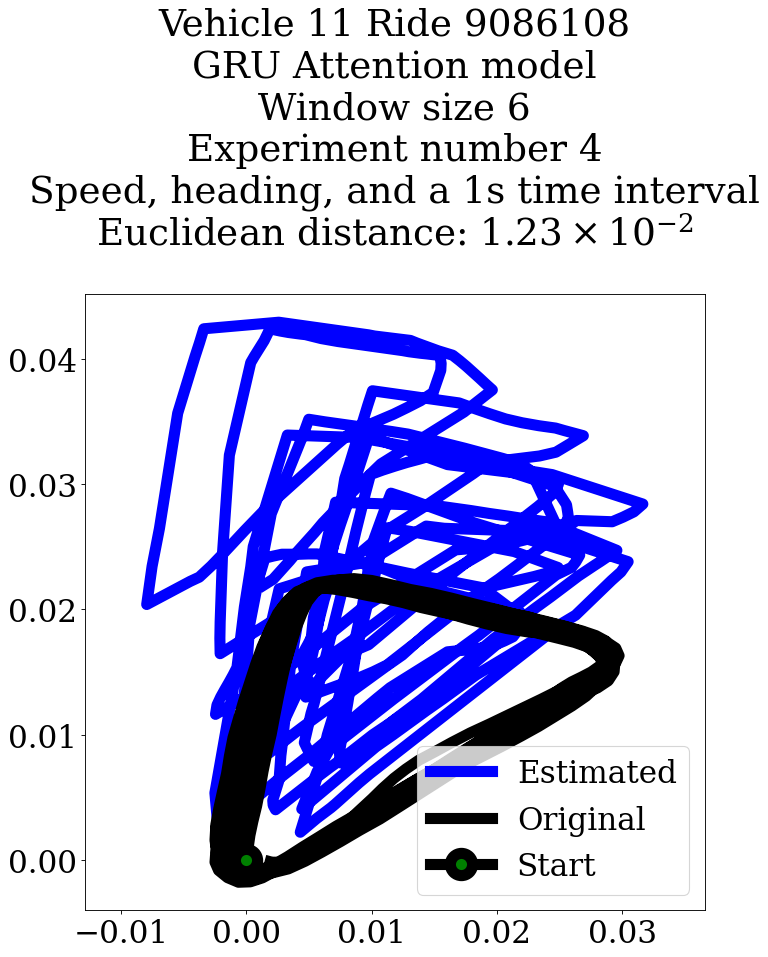 Vehicle 11 Ride 9086108
GRU Attention model
Window size 6
Experiment number 4
Speed, heading, and a 1s time interval
Euclidean distance: 1.23 × 10⁻²
0.04
0.03
0.02
0.01
0.00
Estimated
Original
Start
−0.01 0.00 0.01 0.02 0.03